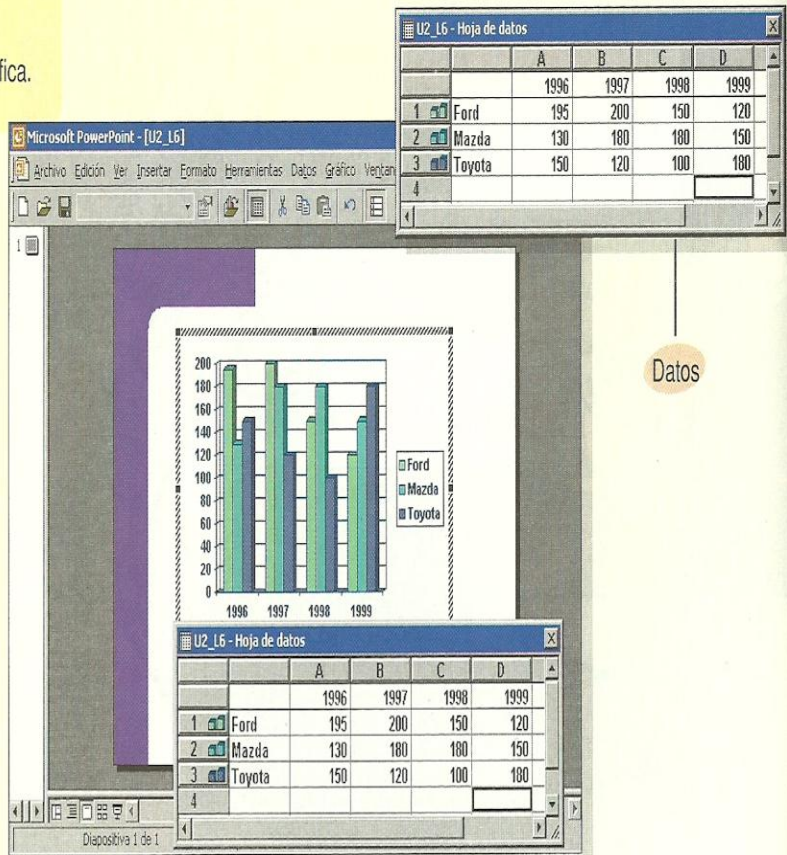 fica.
U2_L6 - Hoja de datos
A B C D
1996 1997 1998 1999
1 Ford 195 200 150 120
2 Mazda 130 180 180 150
3 Toyota 150 120 100 180
4
Datos
Microsoft PowerPoint - [U2_L6]
Archivo Edición Ver Insertar Formato Herramientas Datos Gráfico Ventan
1
200
180
160
140
120
100
80
60
40
20
0
1996 1997 1998 1999
Ford
Mazda
Toyota
U2_L6 - Hoja de datos
A B C D
1996 1997 1998 1999
1 Ford 195 200 150 120
2 Mazda 130 180 180 150
3 Toyota 150 120 100 180
4
Diapositiva 1 de 1